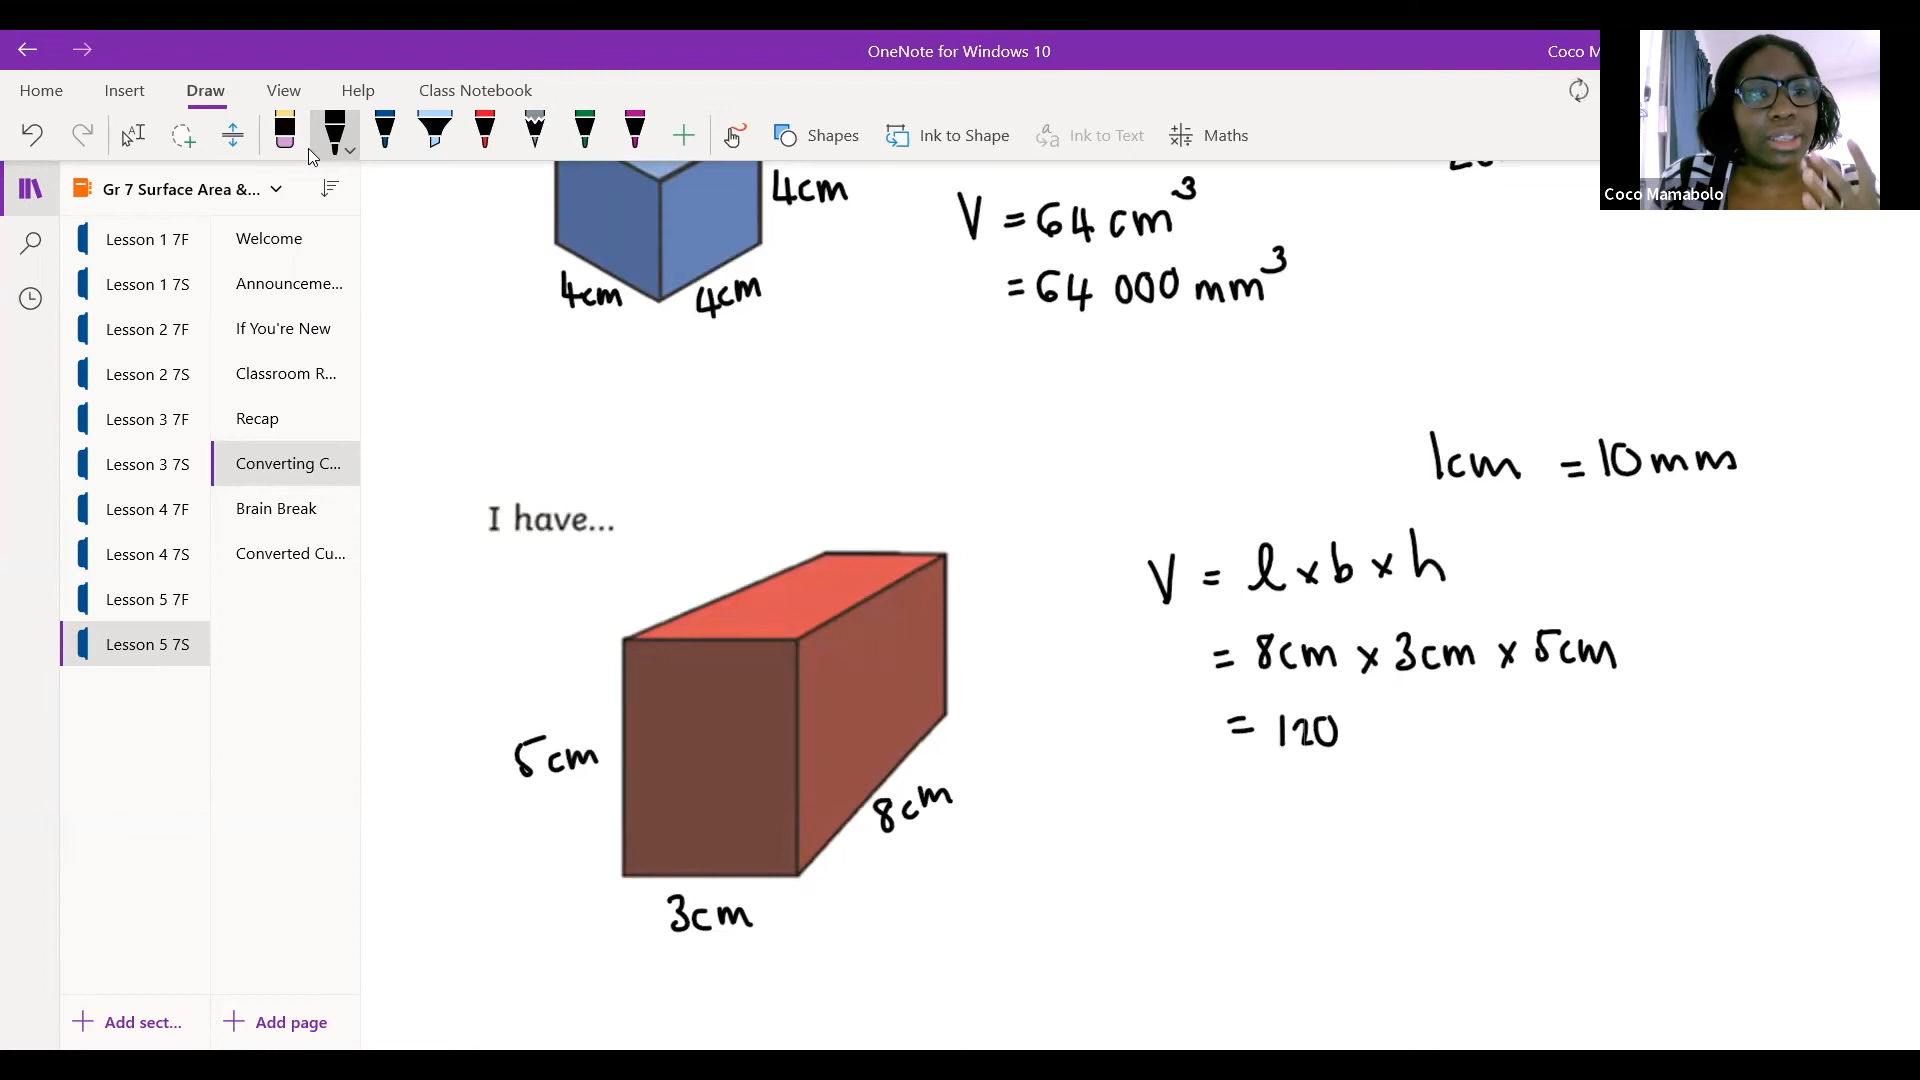 OneNote for Windows 10
Coco M
Home Insert Draw View Help Class Notebook
Shapes Ink to Shape Ink to Text Maths
Coco Mamabolo
Gr 7 Surface Area &...
Lesson 1 7F
Lesson 1 7S
Lesson 2 7F
Lesson 2 7S
Lesson 3 7F
Lesson 3 7S
Lesson 4 7F
Lesson 4 7S
Lesson 5 7F
Lesson 5 7S
Add sect...
Welcome
Announceme...
If You're New
Classroom R...
Recap
Converting C...
Brain Break
Converted Cu...
Add page
4cm
4cm
4cm
V = 64 cm³
= 64 000 mm³
1cm = 10mm
I have...
5cm
8cm
3cm
V = l × b × h
= 8cm × 3cm × 5cm
= 120